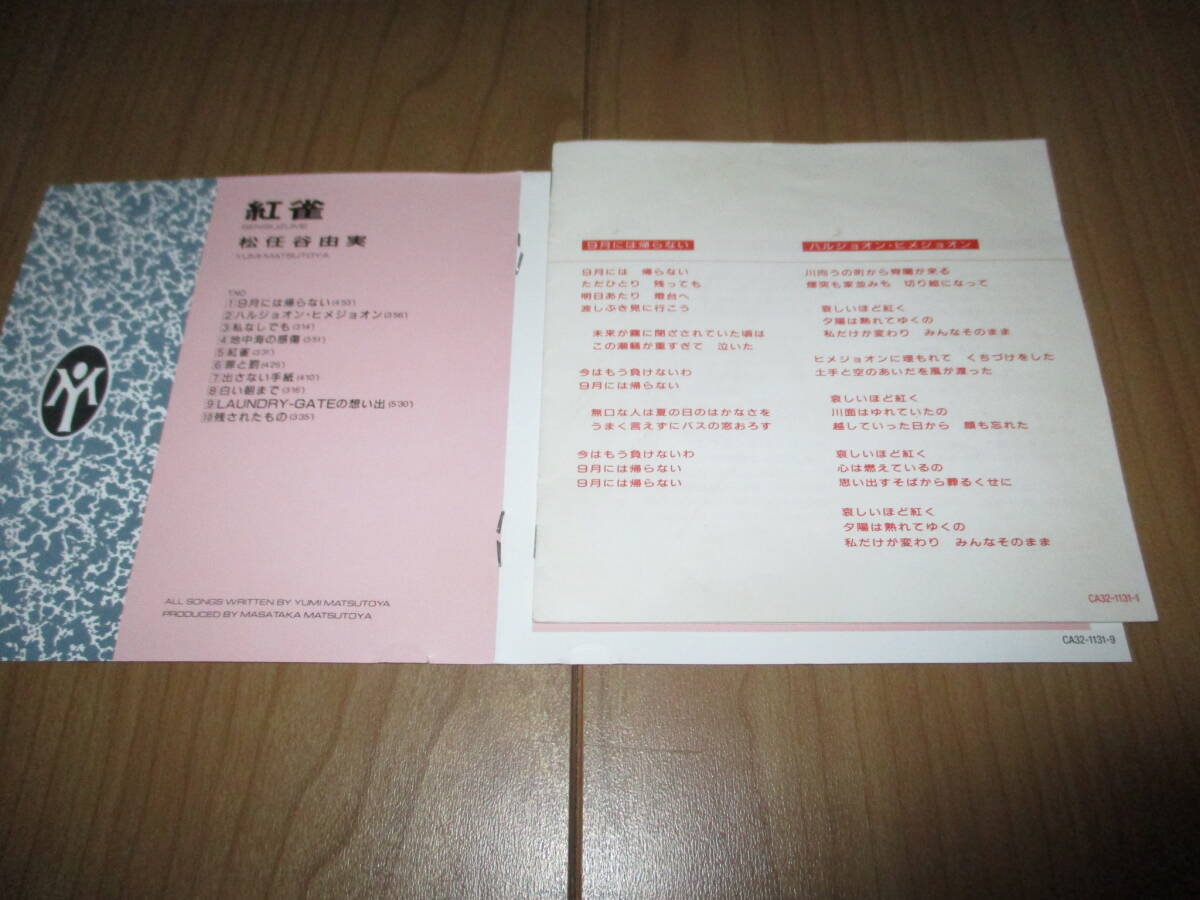 紅雀
BENISUZUME
松任谷由実
YUMI MATSUTOYA
1 9月には帰らない(4:53)
2 ハルジョオン・ヒメジョオン(3:56)
3 私なしでも(3:14)
4 地中海の感傷(3:51)
5 紅雀(3:31)
6 罪と罰(4:25)
7 出さない手紙(4:10)
8 白い朝まで(3:16)
9 LAUNDRY-GATEの想い出(5:30)
10 残されたもの(3:35)
ALL SONGS WRITTEN BY YUMI MATSUTOYA
PRODUCED BY MASATAKA MATSUTOYA
9月には帰らない
9月には 帰らない
ただひとり 残っても
明日あたり 燈台へ
波しぶき見に行こう
未来が霧に閉ざされていた頃は
この潮騒が重すぎて 泣いた
今はもう負けないわ
9月には帰らない
無口な人は夏の日のはかなさを
うまく言えずにバスの窓おろす
今はもう負けないわ
9月には帰らない
9月には帰らない
ハルジョオン・ヒメジョオン
川向うの町から宵闇が来る
煙突も家並みも 切り絵になって
哀しいほど紅く
夕陽は熟れてゆくの
私だけが変わり みんなそのまま
ヒメジョオンに埋もれて くちづけをした
土手と空のあいだを風が渡った
哀しいほど紅く
川面はゆれていたの
越していった日から 顔も忘れた
哀しいほど紅く
心は燃えているの
思い出すそばから葬るくせに
哀しいほど紅く
夕陽は熟れてゆくの
私だけが変わり みんなそのまま
CA32-1131-1
CA32-1131-9